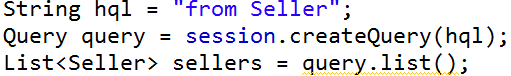 String hql = "from Seller";
Query query = session.createQuery(hql);
List<Seller> sellers = query.list();